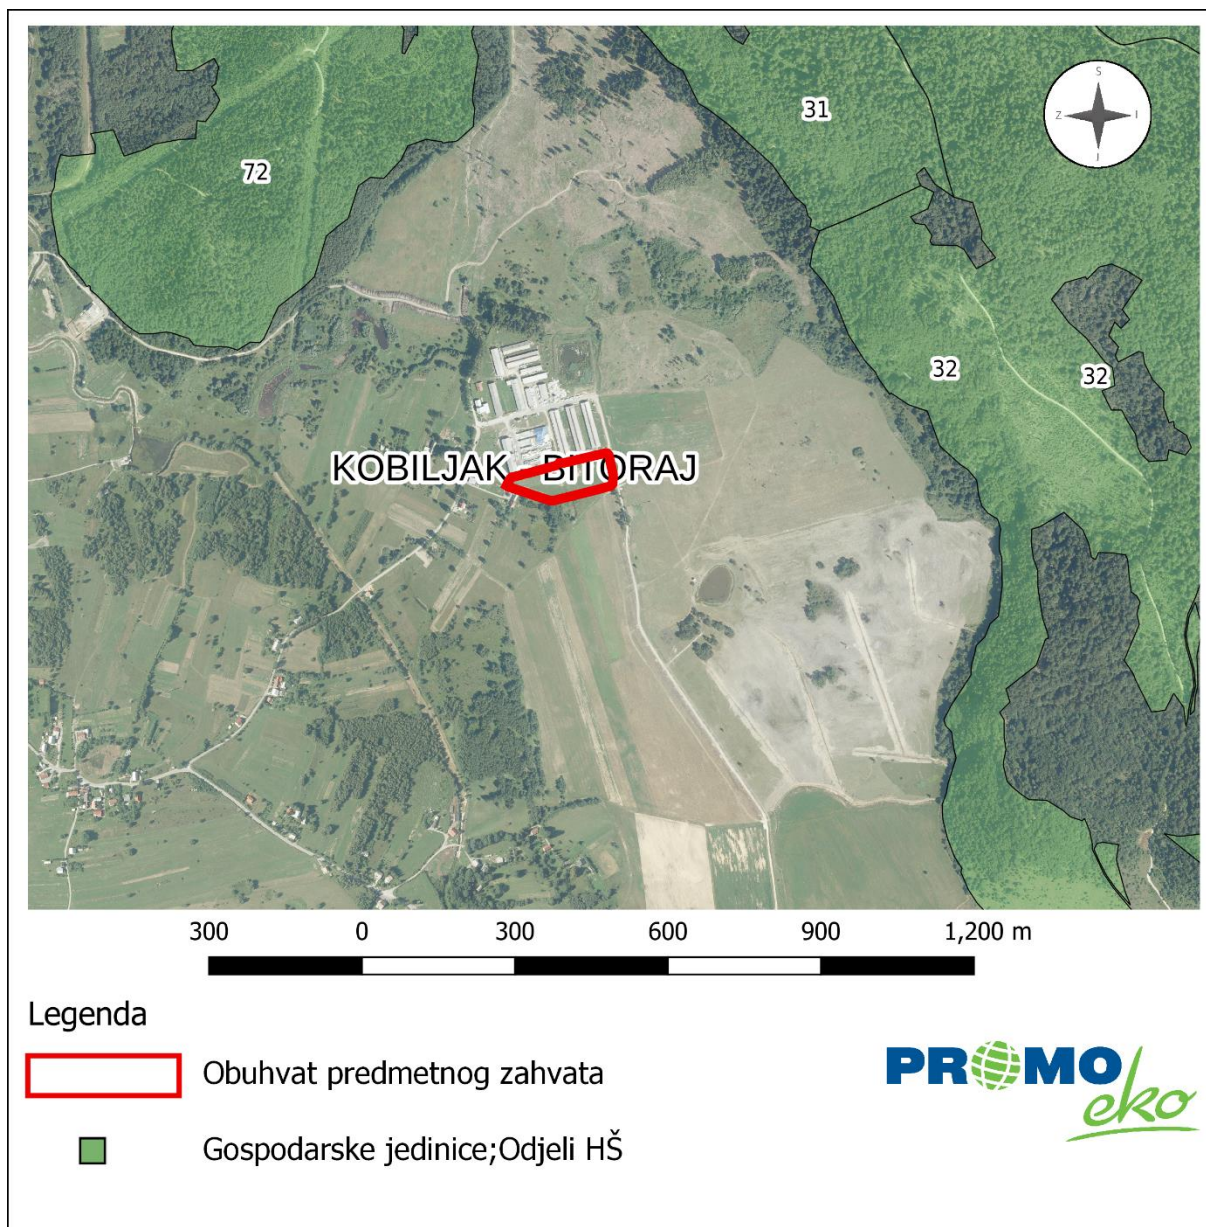 S
Z I
J
31
72
32
32
KOBILJAK - BITORAJ
300 0 300 600 900 1,200 m
Legenda
Obuhvat predmetnog zahvata
Gospodarske jedinice;Odjeli HŠ
PROMO
eko